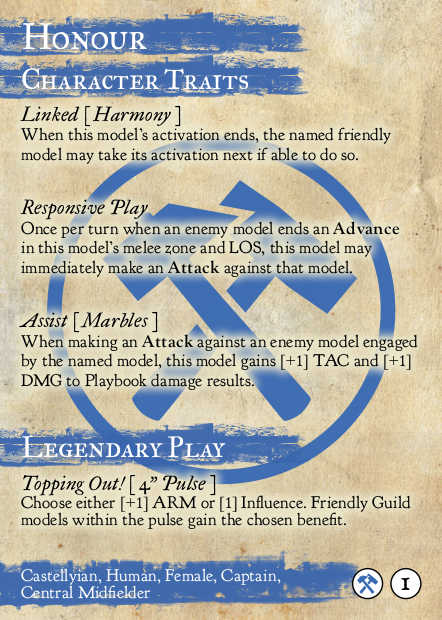 Honour
Character Traits
Linked [Harmony]
When this model's activation ends, the named friendly
model may take its activation next if able to do so.
Responsive Play
Once per turn when an enemy model ends an Advance
in this model's melee zone and LOS, this model may
immediately make an Attack against that model.
Assist [Marbles]
When making an Attack against an enemy model engaged
by the named model, this model gains [+1] TAC and [+1]
DMG to Playbook damage results.
Legendary Play
Topping Out! [4" Pulse]
Choose either [+1] ARM or [1] Influence. Friendly Guild
models within the pulse gain the chosen benefit.
Castellyian, Human, Female, Captain,
Central Midfielder
1